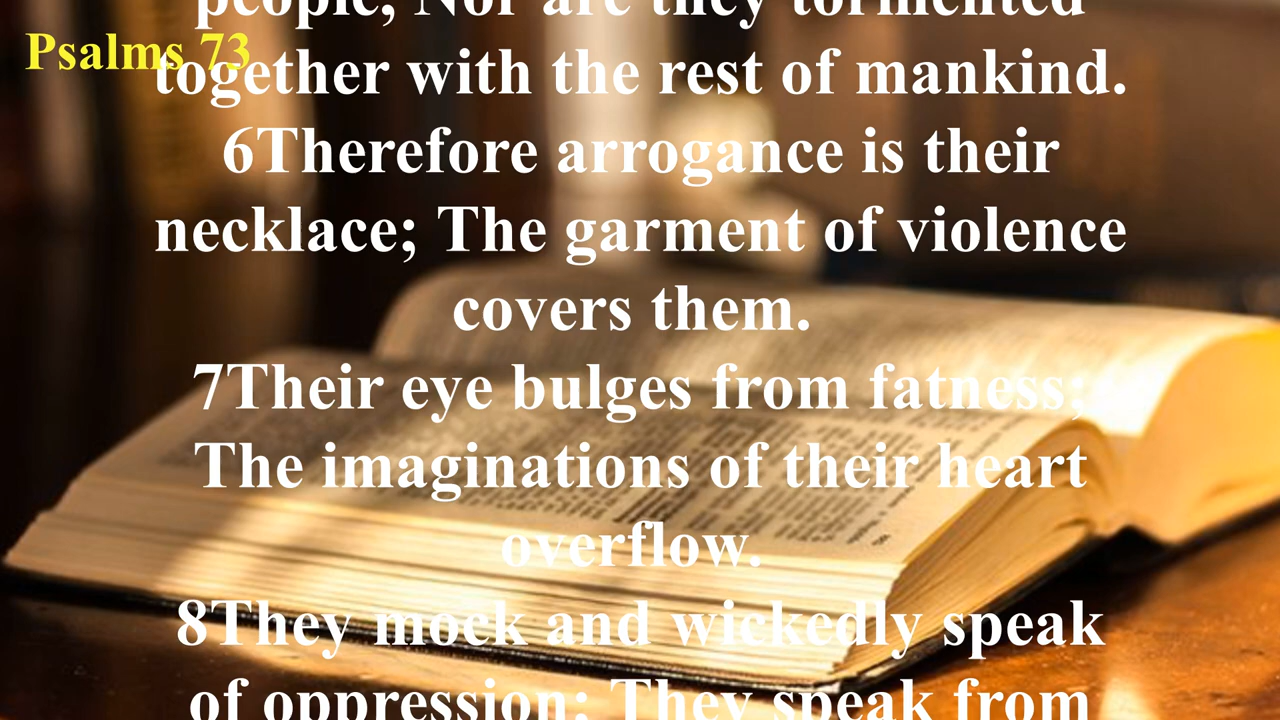 people, Nor are they tormented
Psalms 73
together with the rest of mankind.
6Therefore arrogance is their
necklace; The garment of violence
covers them.
7Their eye bulges from fatness;
The imaginations of their heart
overflow.
8They mock and wickedly speak
of oppression; They speak from